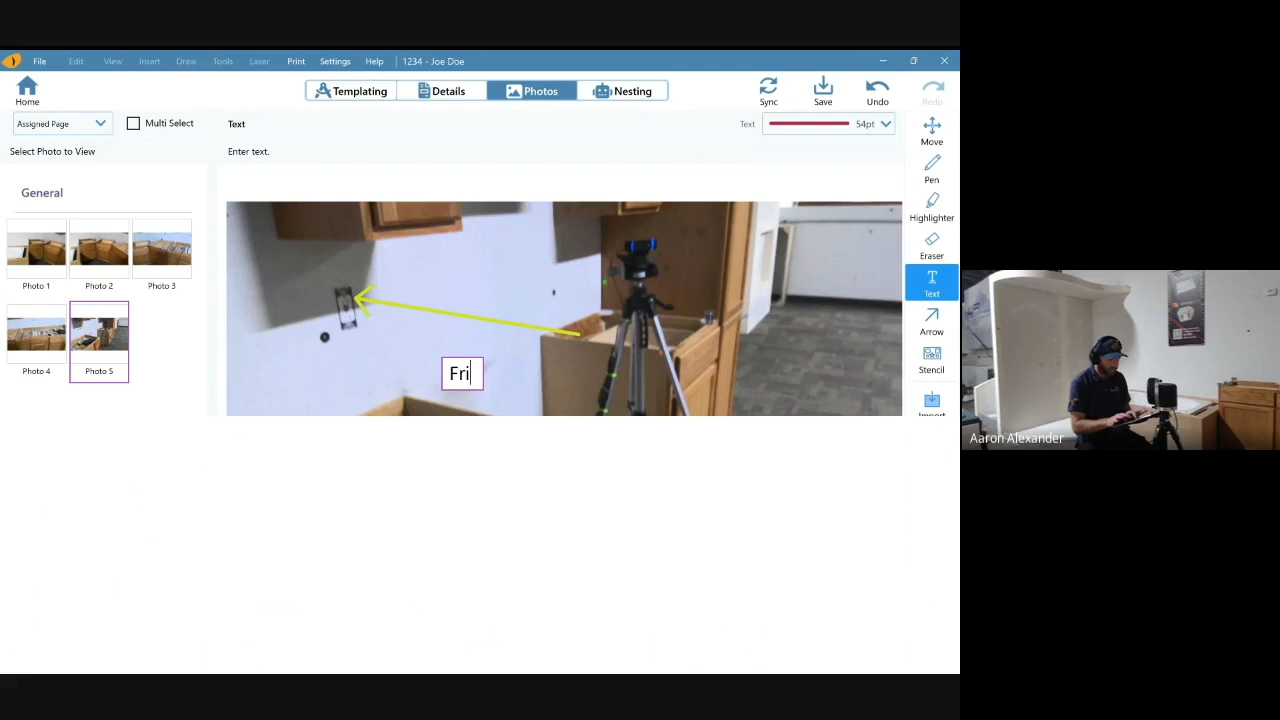 File Edit View Insert Draw Tools Laser Print Settings Help 1234 - Joe Doe
Home
Templating Details Photos Nesting
Sync Save Undo Redo
Assigned Page Multi Select
Text
Text 54pt
Select Photo to View
Enter text.
General
Photo 1 Photo 2 Photo 3
Photo 4 Photo 5
Fri
Move
Pen
Highlighter
Eraser
Text
Arrow
Stencil
Import
Aaron Alexander